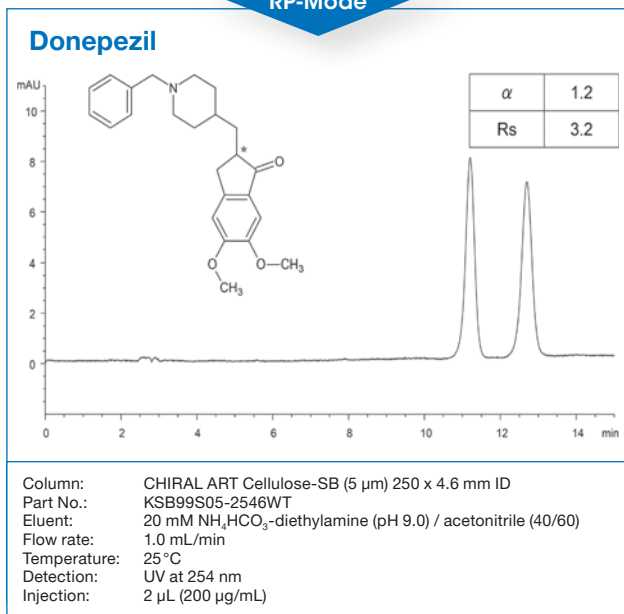 RP-Mode
Donepezil
mAU
10
8
6
4
2
0
0 2 4 6 8 10 12 14 min
N
*
O
O
O—CH₃
CH₃
α 1.2
Rs 3.2
Column: CHIRAL ART Cellulose-SB (5 µm) 250 x 4.6 mm ID
Part No.: KSB99S05-2546WT
Eluent: 20 mM NH₄HCO₃-diethylamine (pH 9.0) / acetonitrile (40/60)
Flow rate: 1.0 mL/min
Temperature: 25°C
Detection: UV at 254 nm
Injection: 2 µL (200 µg/mL)